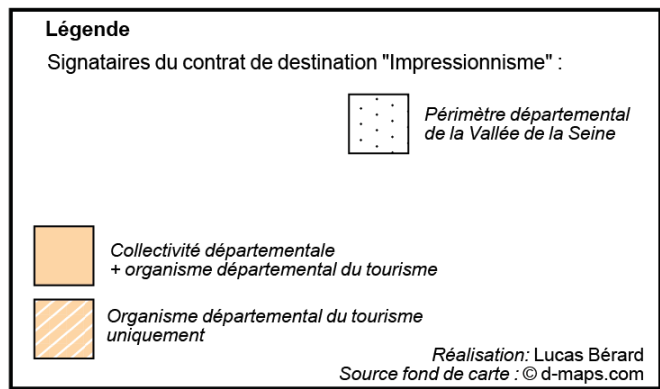 Légende
Signataires du contrat de destination "Impressionnisme" :
Périmètre départemental
de la Vallée de la Seine
Collectivité départementale
+ organisme départemental du tourisme
Organisme départemental du tourisme
uniquement
Réalisation: Lucas Bérard
Source fond de carte : © d-maps.com